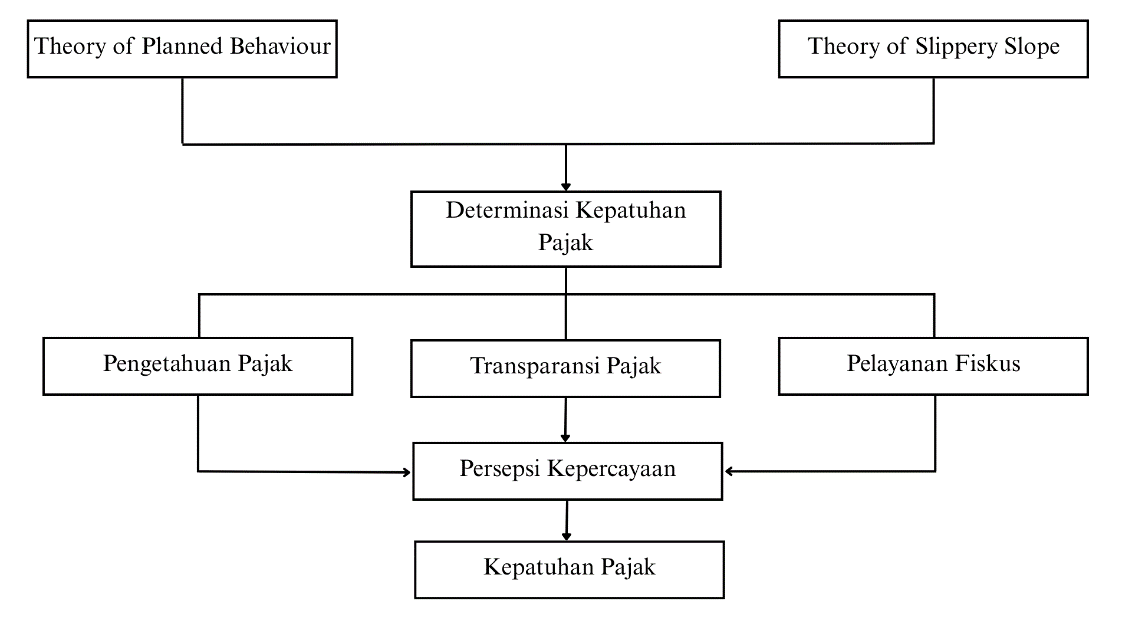 Theory of Planned Behaviour
Theory of Slippery Slope
Determinasi Kepatuhan
Pajak
Pengetahuan Pajak
Transparansi Pajak
Pelayanan Fiskus
Persepsi Kepercayaan
Kepatuhan Pajak